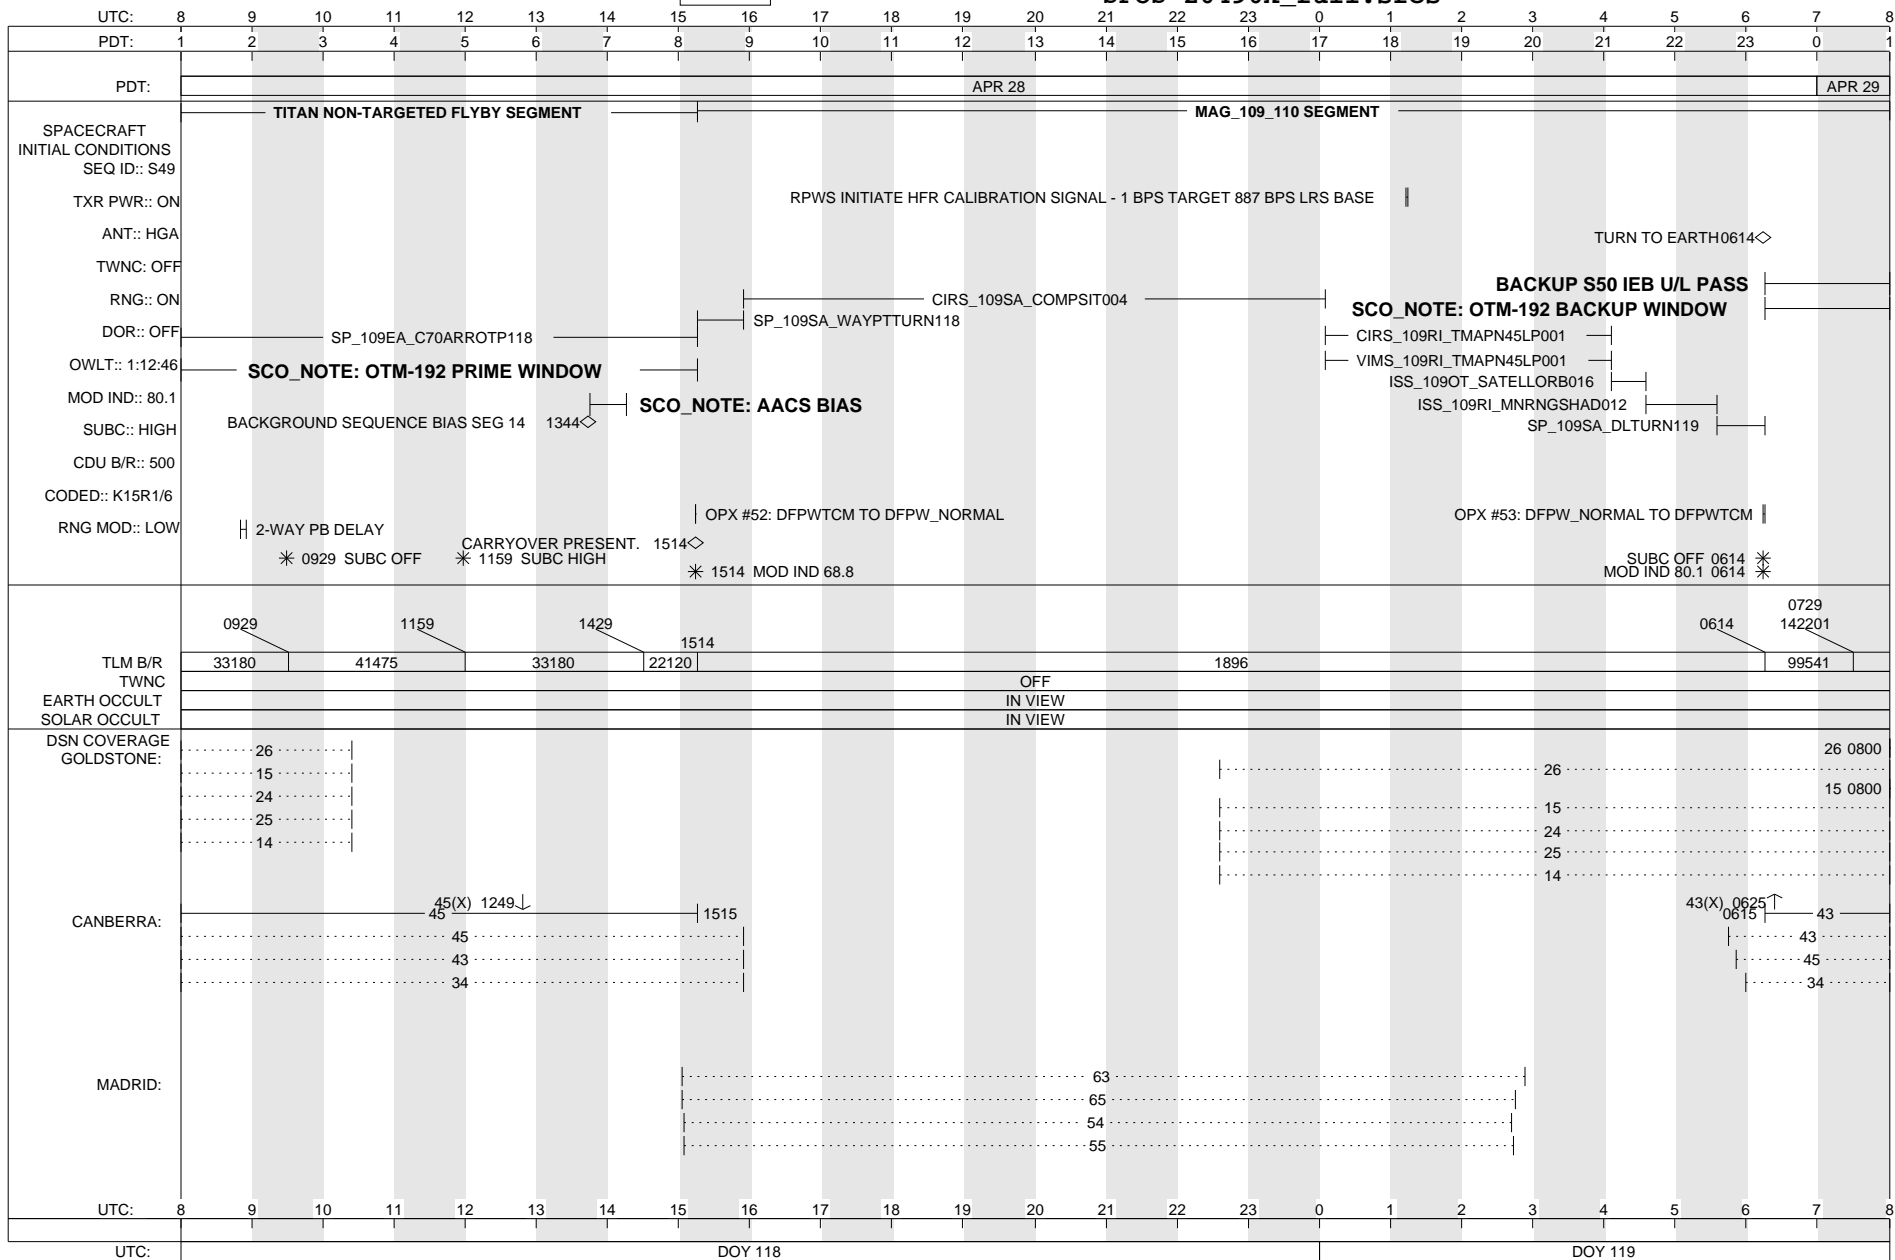 UTC: 8 9 10 11 12 13 14 15 16 17 18 19 20 21 22 23 0 1 2 3 4 5 6 7 8
PDT: 1 2 3 4 5 6 7 8 9 10 11 12 13 14 15 16 17 18 19 20 21 22 23 0 1
PDT: APR 28 APR 29
TITAN NON-TARGETED FLYBY SEGMENT MAG_109_110 SEGMENT
SPACECRAFT
INITIAL CONDITIONS
SEQ ID:: S49
TXR PWR:: ON
RPWS INITIATE HFR CALIBRATION SIGNAL - 1 BPS TARGET 887 BPS LRS BASE
ANT:: HGA
TURN TO EARTH 0614
TWNC: OFF
BACKUP S50 IEB U/L PASS
RNG:: ON
CIRS_109SA_COMPSIT004
SCO_NOTE: OTM-192 BACKUP WINDOW
SP_109SA_WAYPTTURN118
DOR:: OFF
SP_109EA_C70ARROTP118
CIRS_109RI_TMAPN45LP001
OWLT:: 1:12:46
SCO_NOTE: OTM-192 PRIME WINDOW
VIMS_109RI_TMAPN45LP001
ISS_109OT_SATELLORB016
MOD IND:: 80.1
SCO_NOTE: AACS BIAS
ISS_109RI_MNRNGSHAD012
BACKGROUND SEQUENCE BIAS SEG 14 1344
SP_109SA_DLTURN119
SUBC:: HIGH
CDU B/R:: 500
CODED:: K15R1/6
OPX #52: DFPWTCM TO DFPW_NORMAL
OPX #53: DFPW_NORMAL TO DFPWTCM
RNG MOD:: LOW
2-WAY PB DELAY
CARRYOVER PRESENT. 1514
0929 SUBC OFF
1159 SUBC HIGH
SUBC OFF 0614
1514 MOD IND 68.8
MOD IND 80.1 0614
0729
0929 1159 1429 0614 142201
1514
TLM B/R 33180 41475 33180 22120 1896 99541
TWNC OFF
EARTH OCCULT IN VIEW
SOLAR OCCULT IN VIEW
DSN COVERAGE
GOLDSTONE:
26 26 0800
26
15 15 0800
15
24 24
25 25
14 14
45(X) 1249 43(X) 0625
CANBERRA: 45 1515 0615 43
45 43
43 45
34 34
MADRID: 63
65
54
55
UTC: 8 9 10 11 12 13 14 15 16 17 18 19 20 21 22 23 0 1 2 3 4 5 6 7 8
UTC: DOY 118 DOY 119